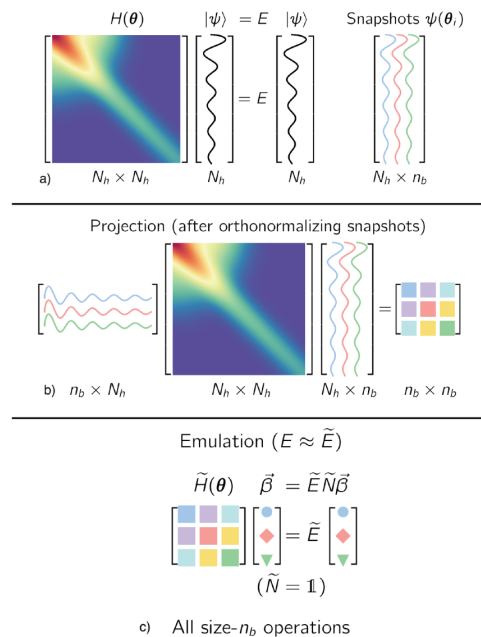 H(θ) |ψ⟩ = E |ψ⟩ Snapshots ψ(θᵢ)
= E
a) N_h × N_h N_h N_h N_h × n_b
Projection (after orthonormalizing snapshots)
=
b) n_b × N_h N_h × N_h N_h × n_b n_b × n_b
Emulation (E ≈ Ẽ)
H̃(θ) β⃗ = ẼÑβ⃗
= Ẽ
(Ñ = 𝟙)
c) All size-n_b operations